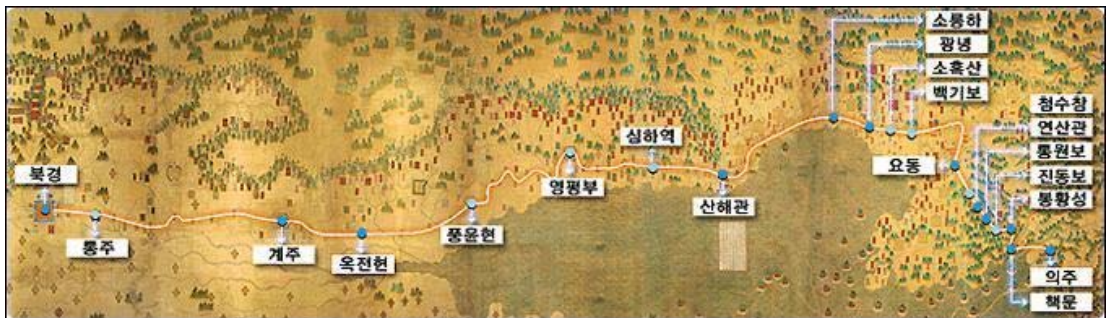 소릉하
광녕
소흑산
백기보
첨수참
연산관
통원보
진동보
봉황성
심하역
요동
북경
영평부
산해관
통주
계주
풍윤현
옥전현
의주
책문